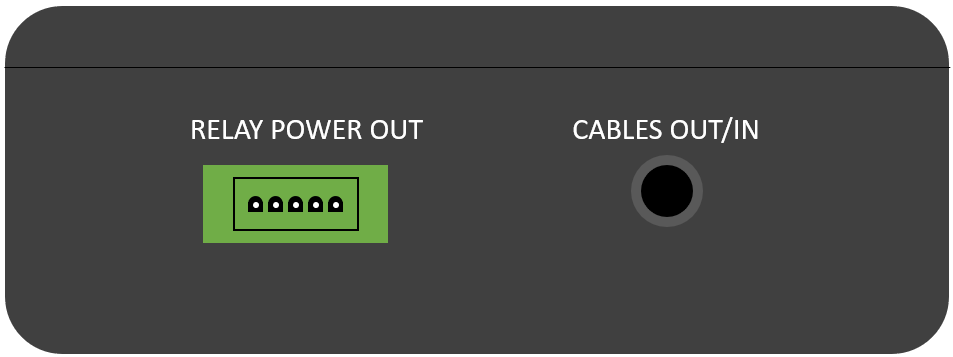 RELAY POWER OUT
CABLES OUT/IN